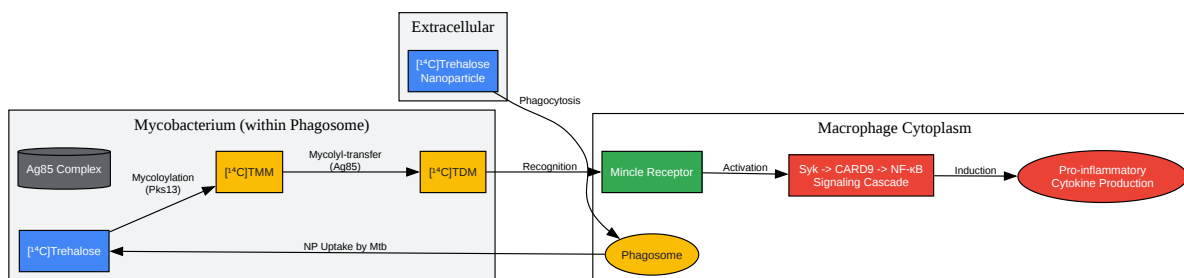 Extracellular
[¹⁴C]Trehalose
Nanoparticle
Phagocytosis
Mycobacterium (within Phagosome)
Ag85 Complex
Mycoloylation
(Pks13)
[¹⁴C]TMM
Mycolyl-transfer
(Ag85)
[¹⁴C]TDM
Recognition
[¹⁴C]Trehalose
NP Uptake by Mtb
Macrophage Cytoplasm
Mincle Receptor
Activation
Syk -> CARD9 -> NF-κB
Signaling Cascade
Induction
Pro-inflammatory
Cytokine Production
Phagosome